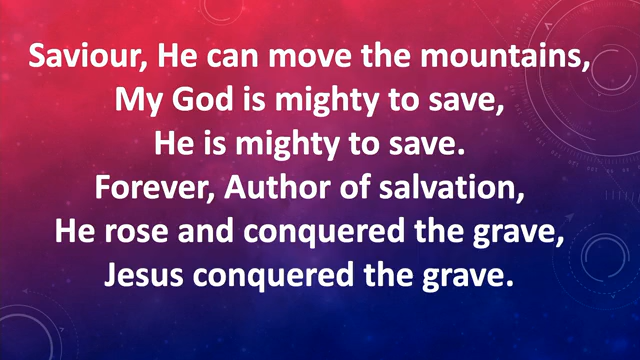 Saviour, He can move the mountains,
My God is mighty to save,
He is mighty to save.
Forever, Author of salvation,
He rose and conquered the grave,
Jesus conquered the grave.